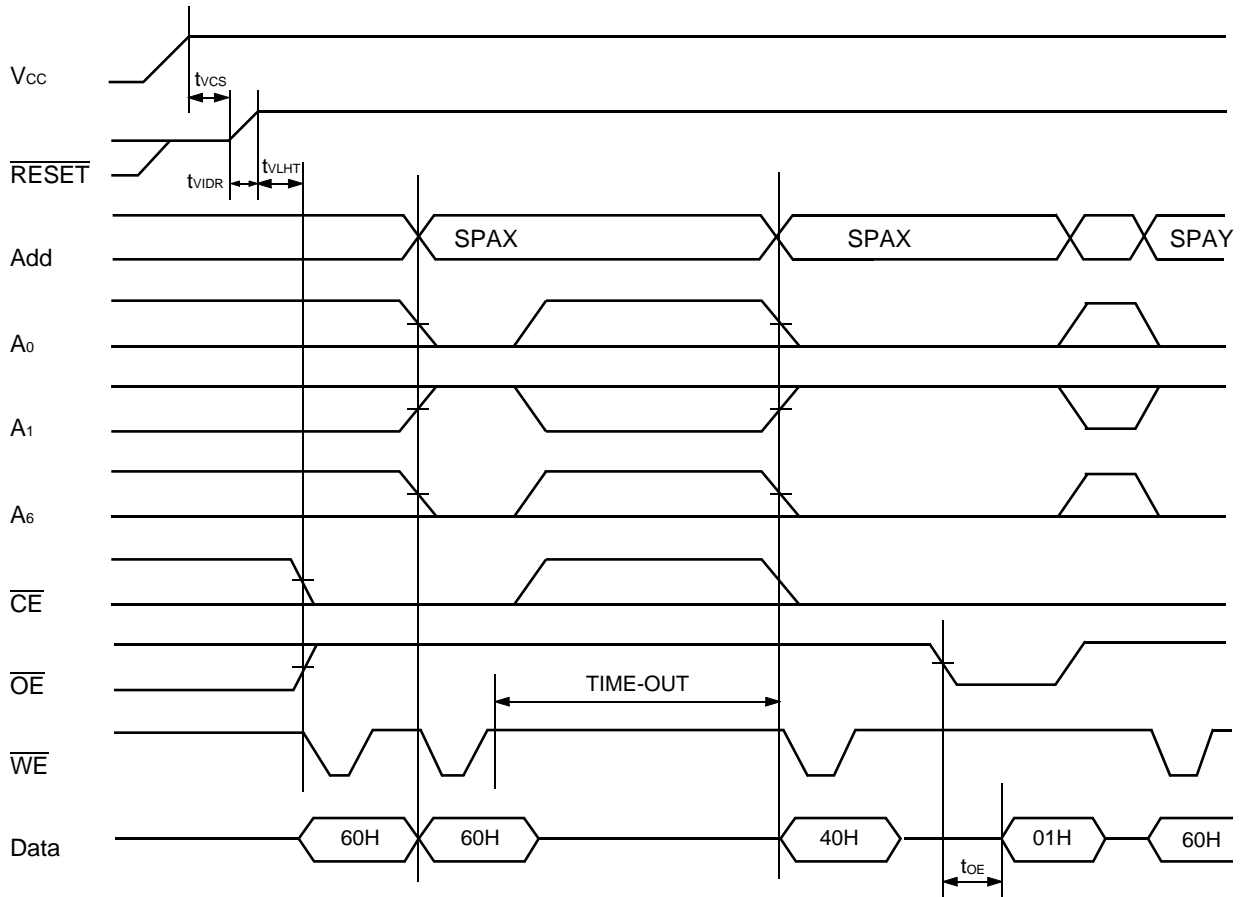 Vcc
tVCS
RESET
tVIDR
tVLHT
Add
SPAX
SPAX
SPAY
A0
A1
A6
CE
OE
TIME-OUT
WE
Data
60H
60H
40H
01H
60H
tOE